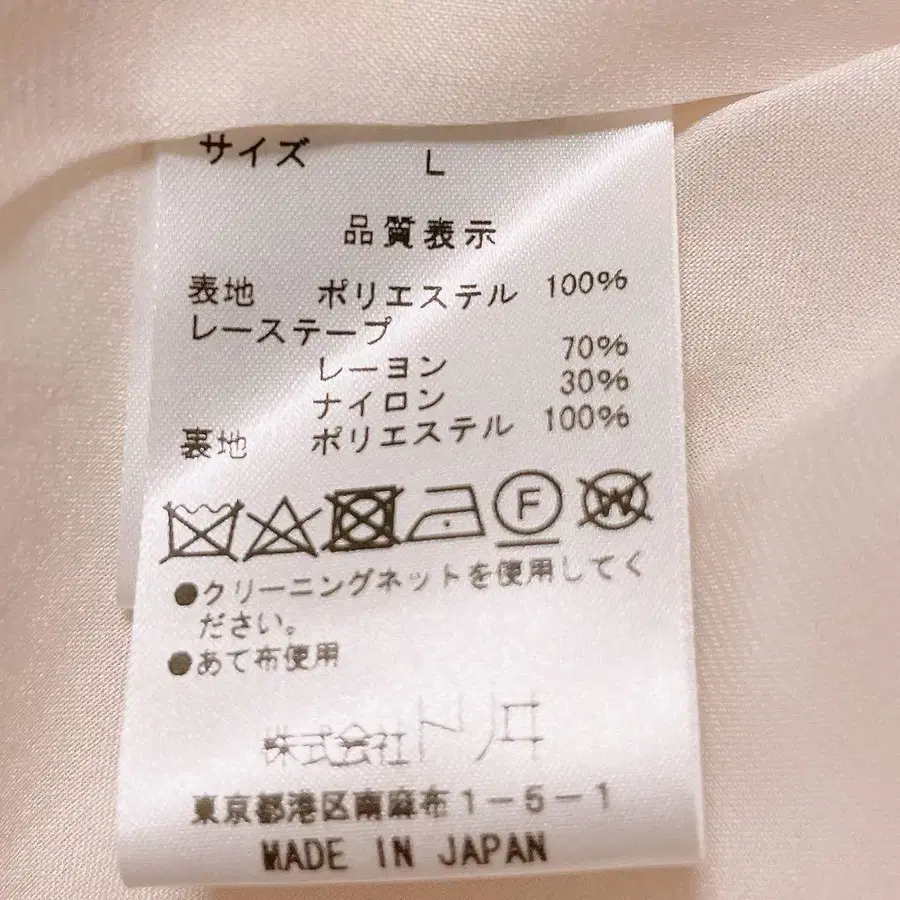 サイズ L
品質表示
表地 ポリエステル 100%
レーステープ
レーヨン 70%
ナイロン 30%
裏地 ポリエステル 100%
F W
●クリーニングネットを使用してく
ださい。
●あて布使用
株式会社
東京都港区南麻布1-5-1
MADE IN JAPAN